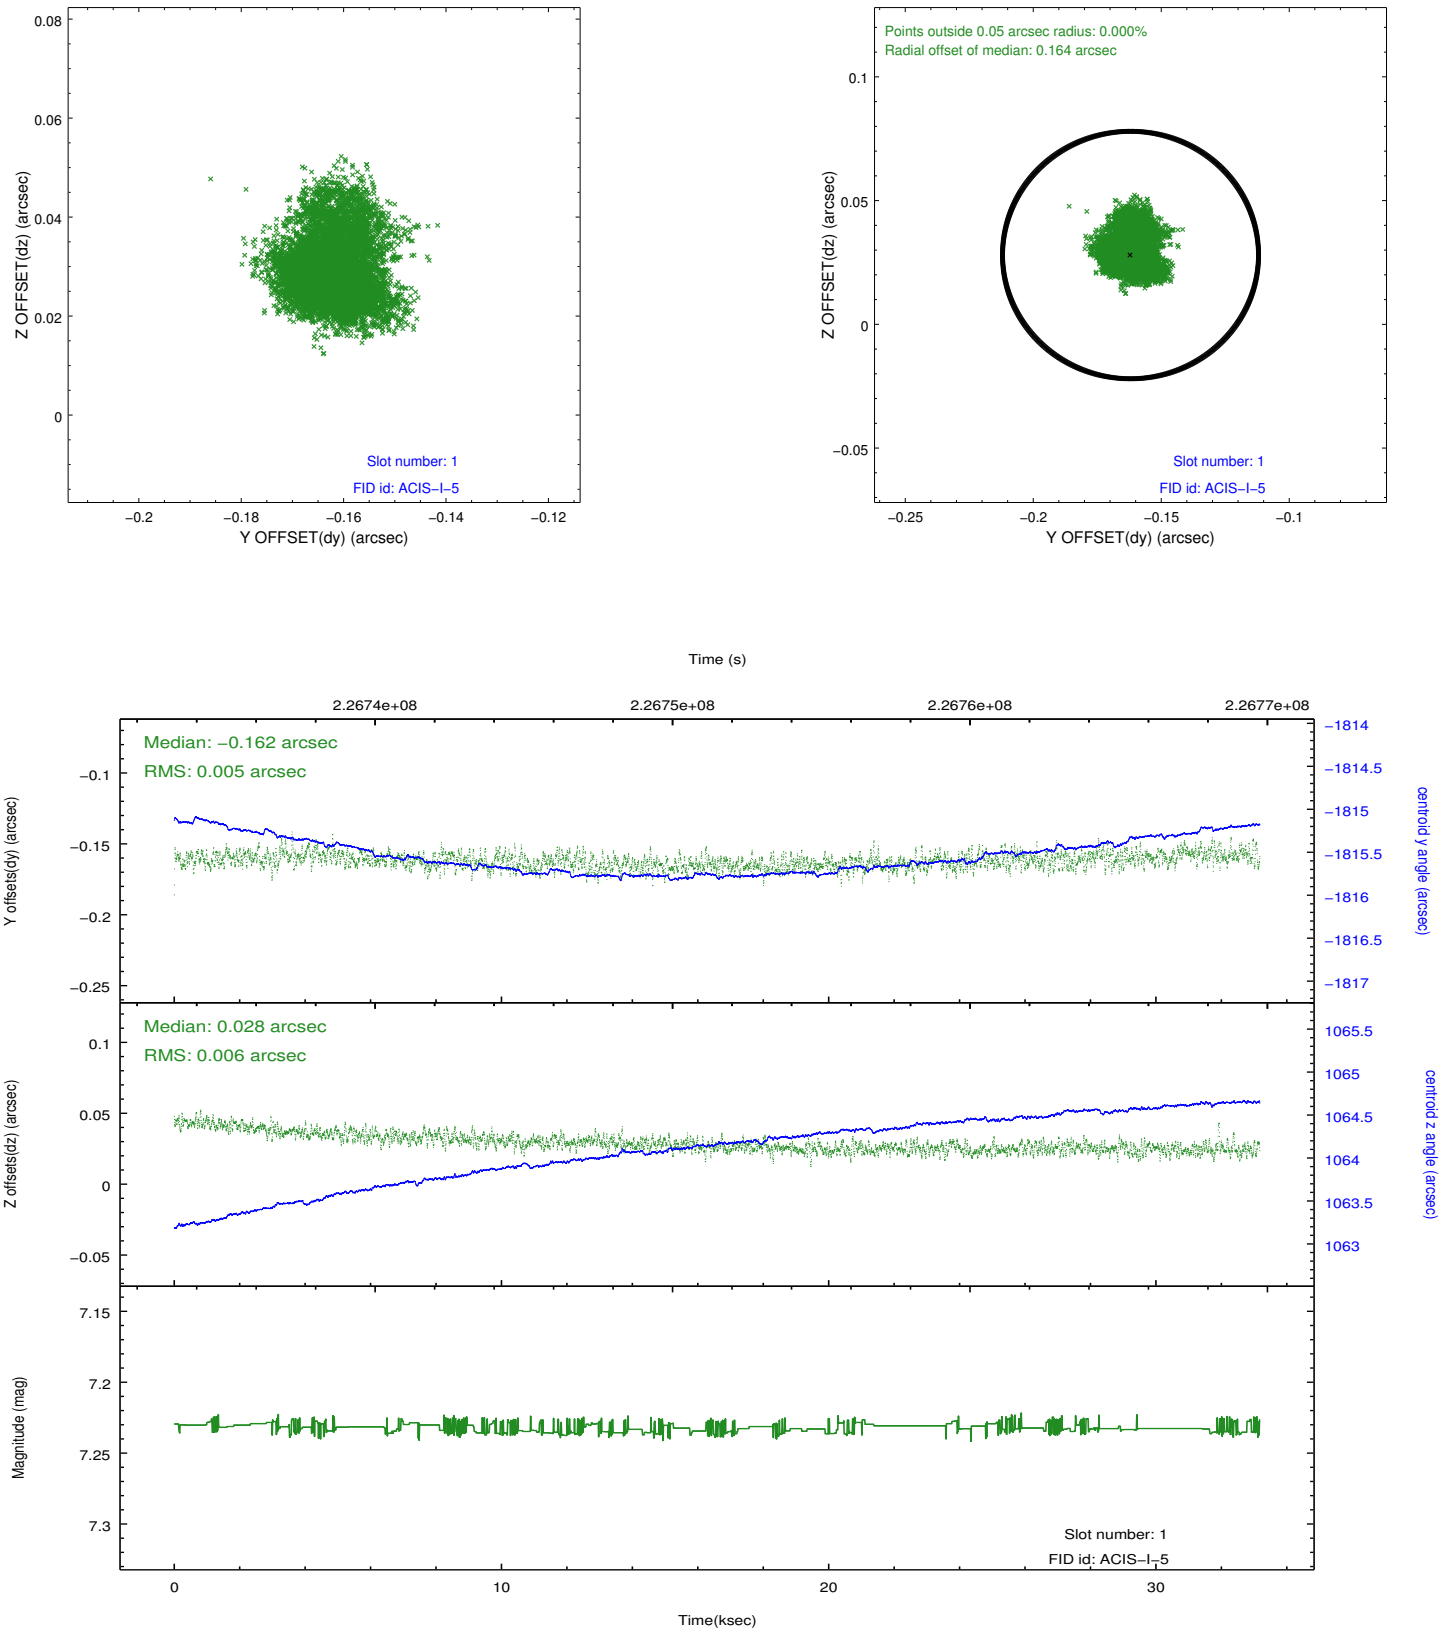 0.08
0.06
0.04
0.02
0
Z OFFSET(dz) (arcsec)
Slot number: 1
FID id: ACIS−I−5
−0.2
−0.18
−0.16
−0.14
−0.12
Y OFFSET(dy) (arcsec)
Points outside 0.05 arcsec radius: 0.000%
Radial offset of median: 0.164 arcsec
0.1
0.05
0
−0.05
Z OFFSET(dz) (arcsec)
Slot number: 1
FID id: ACIS−I−5
−0.25
−0.2
−0.15
−0.1
Y OFFSET(dy) (arcsec)
Time (s)
2.2674e+08
2.2675e+08
2.2676e+08
2.2677e+08
Median: −0.162 arcsec
RMS: 0.005 arcsec
−0.1
−0.15
−0.2
−0.25
Y offsets(dy) (arcsec)
−1814
−1814.5
−1815
−1815.5
−1816
−1816.5
−1817
centroid y angle (arcsec)
Median: 0.028 arcsec
RMS: 0.006 arcsec
0.1
0.05
0
−0.05
Z offsets(dz) (arcsec)
1065.5
1065
1064.5
1064
1063.5
1063
centroid z angle (arcsec)
7.15
7.2
7.25
7.3
Magnitude (mag)
Slot number: 1
FID id: ACIS−I−5
0
10
20
30
Time(ksec)